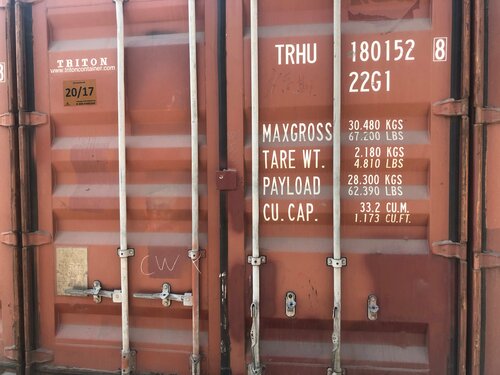 TRITON
www.tritoncontainer.com
20/17
CW
TRHU 180152 8
22G1
MAXGROSS 30.480 KGS
67.200 LBS
TARE WT. 2.180 KGS
4.810 LBS
PAYLOAD 28.300 KGS
62.390 LBS
CU. CAP. 33.2 CU.M.
1.173 CU.FT.